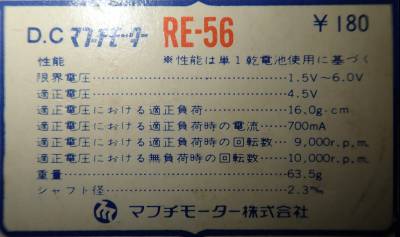 D.C マブチモーター RE-56 ¥180
性能 ※性能は単1乾電池使用に基づく
限界電圧 1.5V~6.0V
適正電圧 4.5V
適正電圧における適正負荷 16.0g·cm
適正電圧における適正負荷時の電流 700mA
適正電圧における適正負荷時の回転数 9,000r.p.m.
適正電圧における無負荷時の回転数 10,000r.p.m.
重量 63.5g
シャフト径 2.3㎜
マブチモーター株式会社